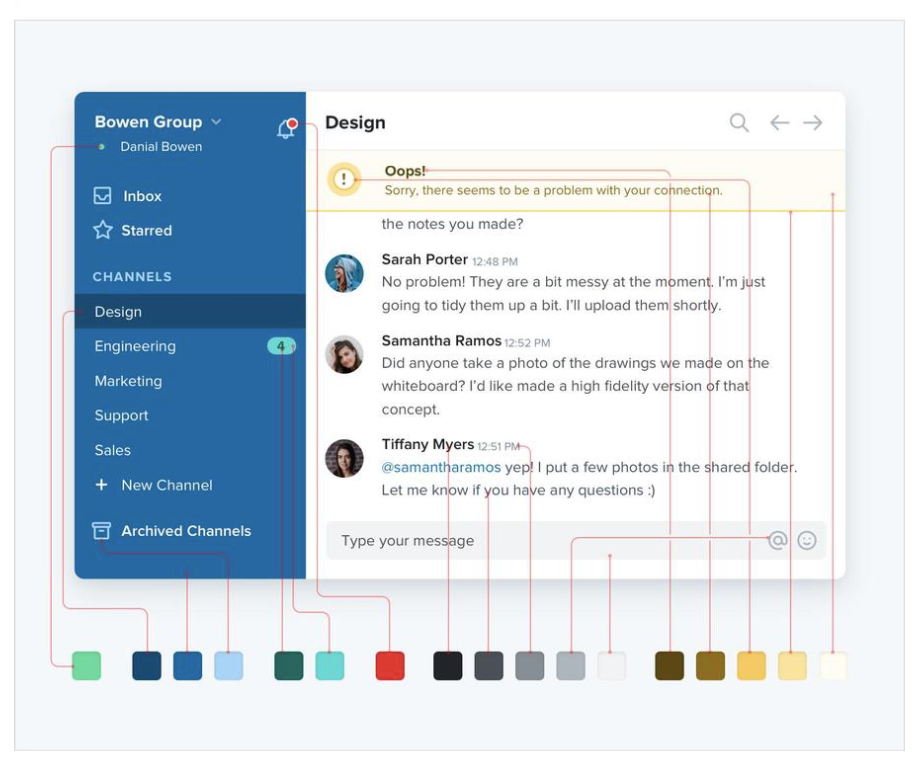 Bowen Group
Danial Bowen
Inbox
Starred
CHANNELS
Design
Engineering
4
Marketing
Support
Sales
+ New Channel
Archived Channels
Design
!
Oops!
Sorry, there seems to be a problem with your connection.
the notes you made?
Sarah Porter 12:48 PM
No problem! They are a bit messy at the moment. I'm just
going to tidy them up a bit. I'll upload them shortly.
Samantha Ramos 12:52 PM
Did anyone take a photo of the drawings we made on the
whiteboard? I'd like made a high fidelity version of that
concept.
Tiffany Myers 12:51 PM
@samantharamos yep! I put a few photos in the shared folder.
Let me know if you have any questions :)
Type your message
@